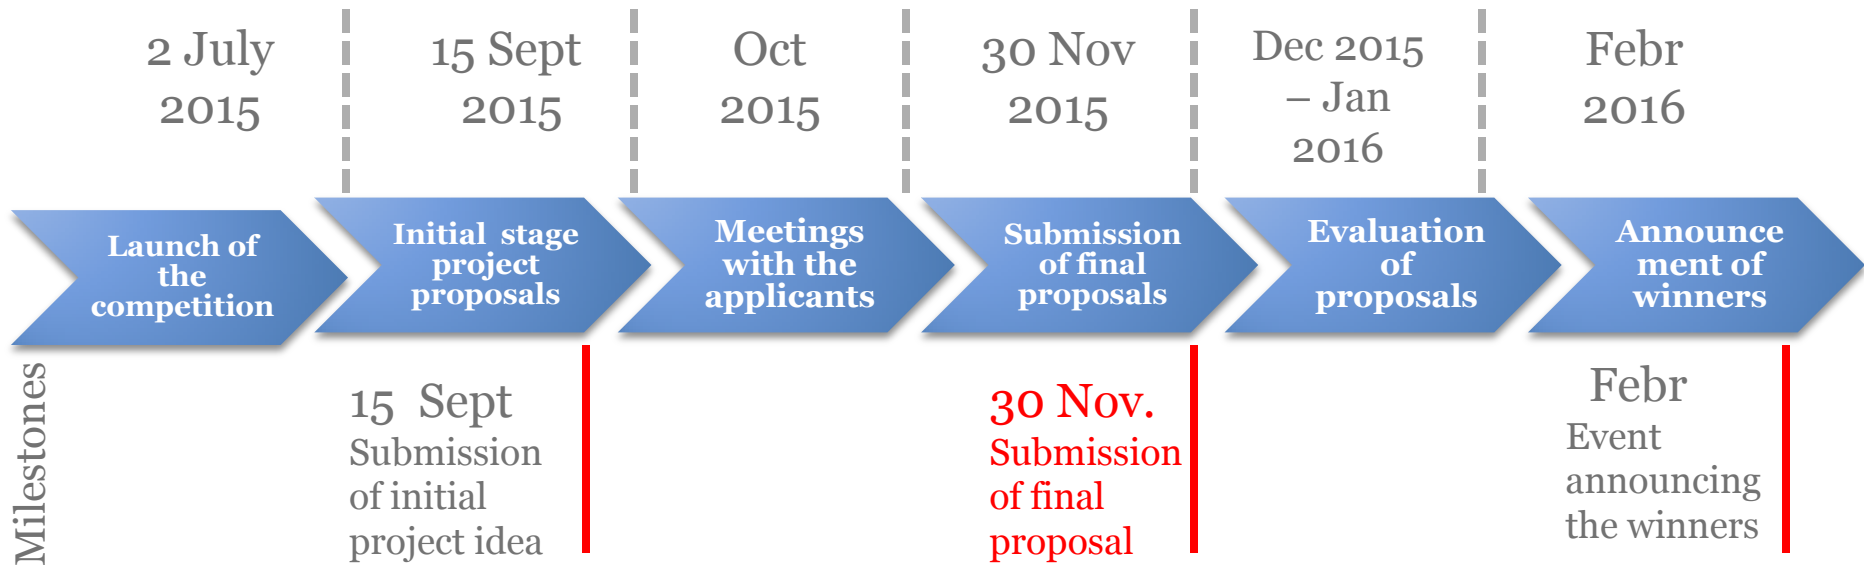 2 July
2015
15 Sept
2015
Oct
2015
30 Nov
2015
Dec 2015
– Jan
2016
Febr
2016
Launch of
the
competition
Initial stage
project
proposals
Meetings
with the
applicants
Submission
of final
proposals
Evaluation
of
proposals
Announce
ment of
winners
Milestones
15 Sept
Submission
of initial
project idea
30 Nov.
Submission
of final
proposal
Febr
Event
announcing
the winners